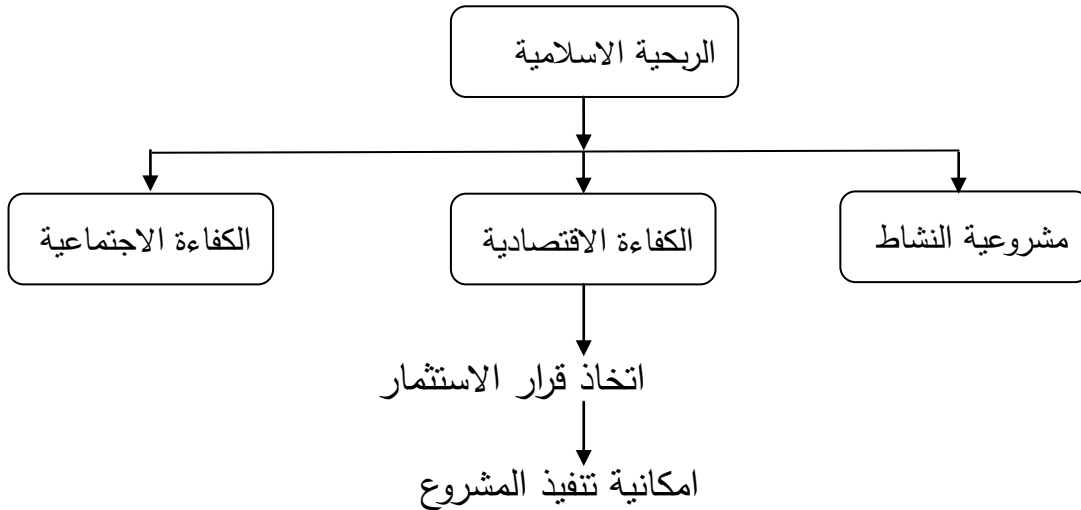 الربحية الاسلامية
مشروعية النشاط
الكفاءة الاقتصادية
الكفاءة الاجتماعية
اتخاذ قرار الاستثمار
امكانية تنفيذ المشروع